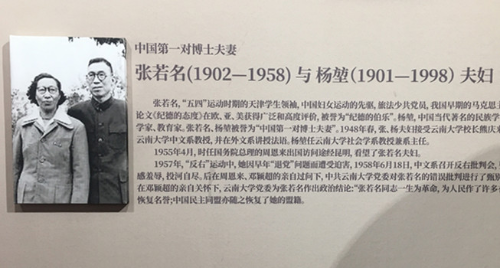 中国第一对博士夫妻
张若名(1902—1958) 与 杨堃(1901—1998) 夫妇
张若名,“五四”运动时期的天津学生领袖,中国妇女运动的先驱,旅法少共党员,我国早期的马克思主
论文《纪德的态度》在欧、亚、美获得广泛和高度评价,被誉为“纪德的伯乐”。杨堃,中国当代著名的民族学
学家、教育家。张若名、杨堃被誉为“中国第一对博士夫妻”。1948年春,张、杨夫妇接受云南大学校长熊庆
云南大学中文系教授,并在外文系讲授法语。杨堃任云南大学社会学系教授兼系主任。
1955年4月,时任国务院总理的周恩来出国访问途经昆明,看望了张若名夫妇。
1957年,“反右”运动中,她因早年“退党”问题而遭受迫害,1958年6月18日,中文系召开反右批判会,
感羞辱,投河自尽。后在周恩来、邓颖超的亲自过问下,中共云南大学党委对张若名的错误批判进行了甄别
在邓颖超的亲自关怀下,云南大学党委为张若名作出政治结论:“张若名同志一生为革命,为人民作了许多
恢复名誉;中国民主同盟亦随之恢复了她的盟籍。